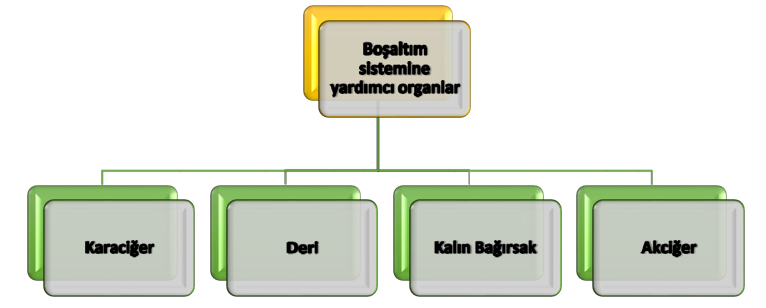 Boşaltım
sistemine
yardımcı organlar
Karaciğer
Deri
Kalın Bağırsak
Akciğer